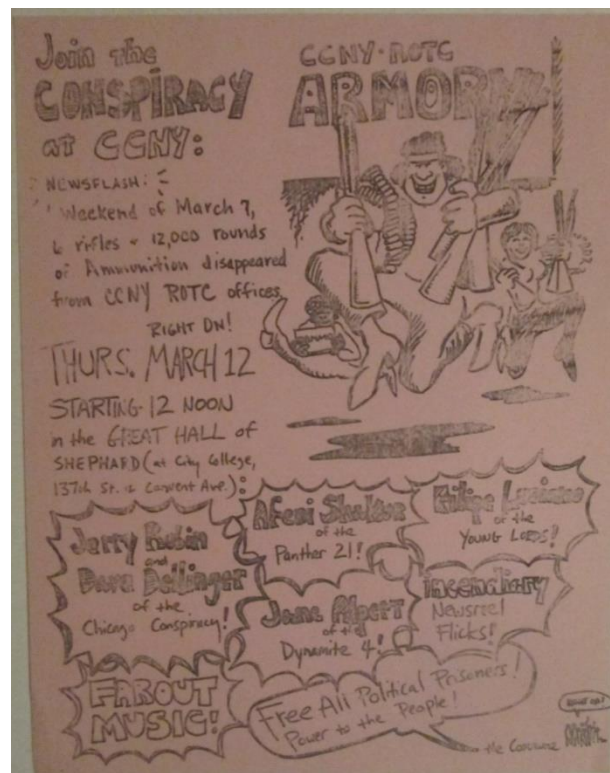 Join the
CONSPIRACY
at CCNY:
NEWSFLASH:
Weekend of March 7,
6 rifles + 12,000 rounds
of Ammunition disappeared
from CCNY ROTC offices.
RIGHT ON!
THURS. MARCH 12
STARTING 12 NOON
in the GREAT HALL of
SHEPHARD (at City College,
137th St. & Convent Ave.):
CCNY·ROTC
ARMORY
Jerry Rubin
and
Dave Dellinger
of the
Chicago Conspiracy!
Afeni Shakur
of the
Panther 21!
Filipe Luciano
of the
YOUNG LORDS!
Jane Alpert
of the
Dynamite 4!
Incendiary
Newsreel
Flicks!
FAROUT
MUSIC!
Free All Political Prisoners!
Power to the People!
the